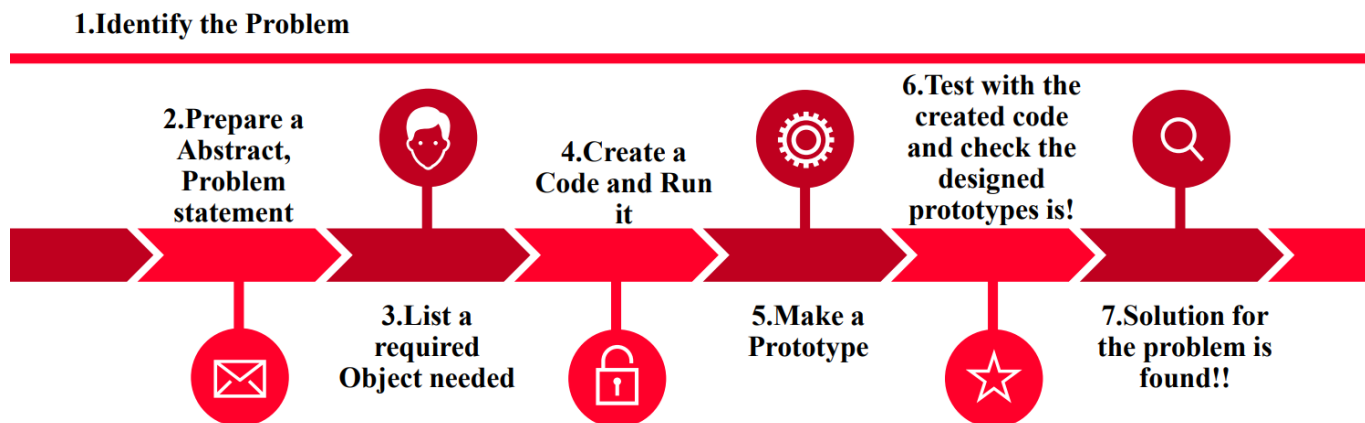 1.Identify the Problem
2.Prepare a
Abstract,
Problem
statement
3.List a
required
Object needed
4.Create a
Code and Run
it
5.Make a
Prototype
6.Test with the
created code
and check the
designed
prototypes is!
7.Solution for
the problem is
found!!